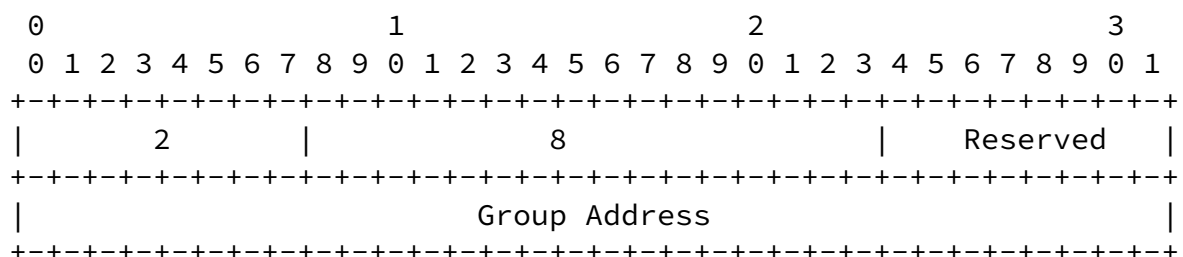 0                   1                   2                   3
 0 1 2 3 4 5 6 7 8 9 0 1 2 3 4 5 6 7 8 9 0 1 2 3 4 5 6 7 8 9 0 1
+-+-+-+-+-+-+-+-+-+-+-+-+-+-+-+-+-+-+-+-+-+-+-+-+-+-+-+-+-+-+-+-+
|       2       |             8                 |    Reserved   |
+-+-+-+-+-+-+-+-+-+-+-+-+-+-+-+-+-+-+-+-+-+-+-+-+-+-+-+-+-+-+-+-+
|                         Group Address                         |
+-+-+-+-+-+-+-+-+-+-+-+-+-+-+-+-+-+-+-+-+-+-+-+-+-+-+-+-+-+-+-+-+